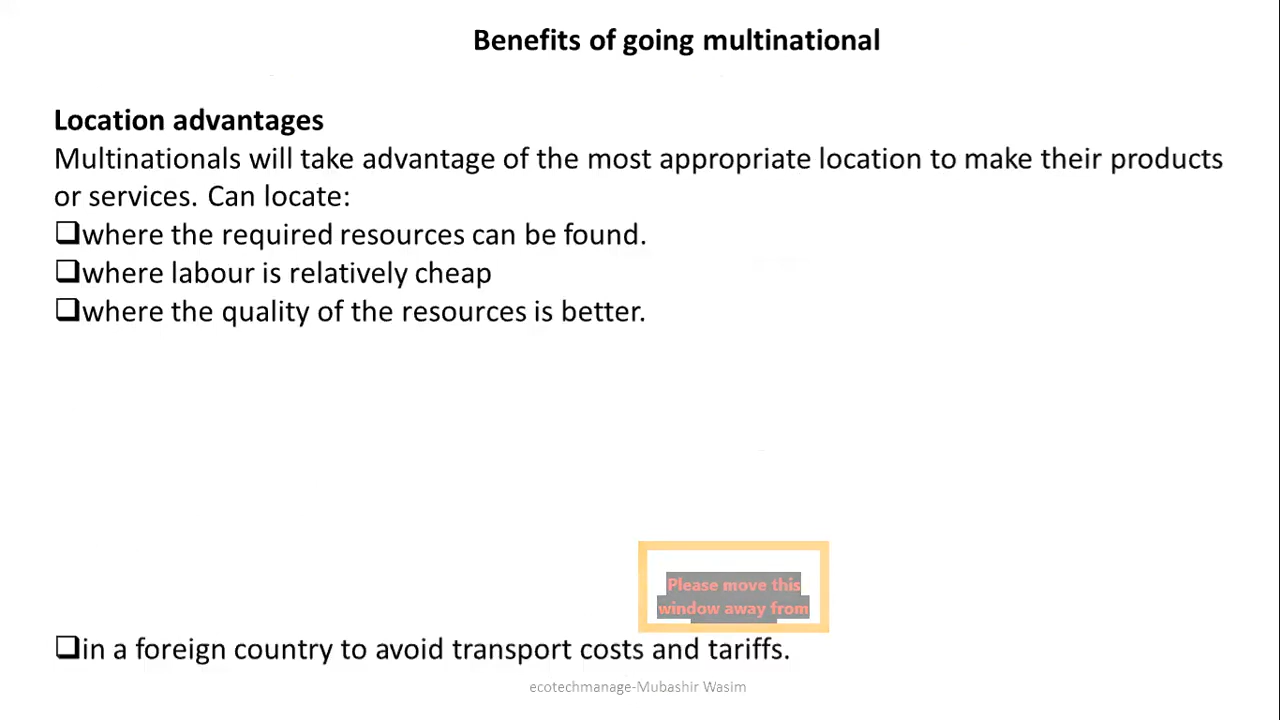 Benefits of going multinational
Location advantages
Multinationals will take advantage of the most appropriate location to make their products
or services. Can locate:
❑where the required resources can be found.
❑where labour is relatively cheap
❑where the quality of the resources is better.
Please move this
window away from
❑in a foreign country to avoid transport costs and tariffs.
ecotechmanage-Mubashir Wasim